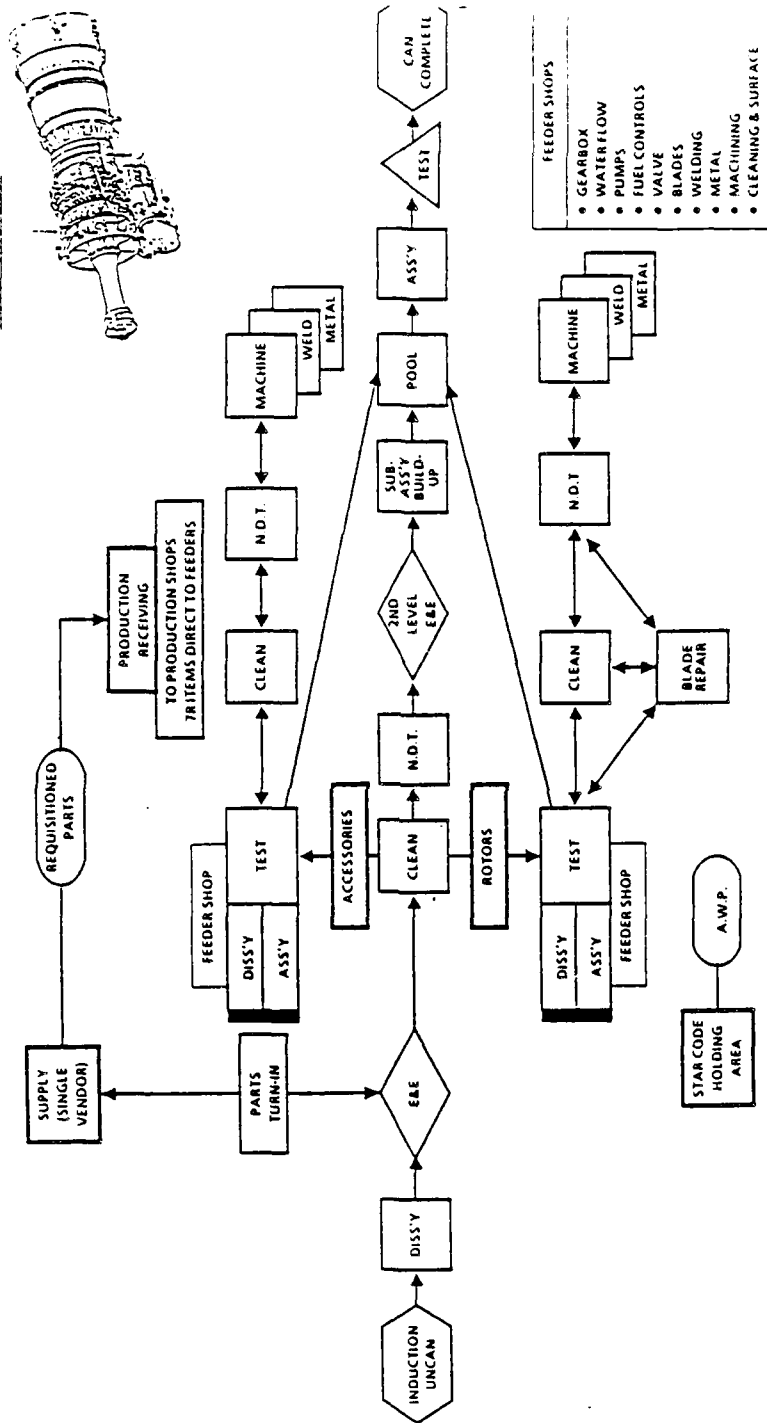 SUPPLY
(SINGLE
VENDOR)
REQUISITIONED
PARTS
PRODUCTION
RECEIVING
TO PRODUCTION SHOPS
7R ITEMS DIRECT TO FEEDERS
PARTS
TURN-IN
FEEDER SHOP
DISS'Y
ASS'Y
TEST
CLEAN
N.D.T.
MACHINE
WELD
METAL
ACCESSORIES
INDUCTION
UNCAN
DISS'Y
E&E
CLEAN
N.D.T.
2ND
LEVEL
E&E
SUB-
ASS'Y
BUILD-
UP
POOL
ASS'Y
TEST
CAN
COMPLETE
ROTORS
DISS'Y
ASS'Y
TEST
FEEDER SHOP
CLEAN
N.D.T
MACHINE
WELD
METAL
BLADE
REPAIR
STAR CODE
HOLDING
AREA
A.W.P.
FEEDER SHOPS
• GEARBOX
• WATER FLOW
• PUMPS
• FUEL CONTROLS
• VALVE
• BLADES
• WELDING
• METAL
• MACHINING
• CLEANING & SURFACE